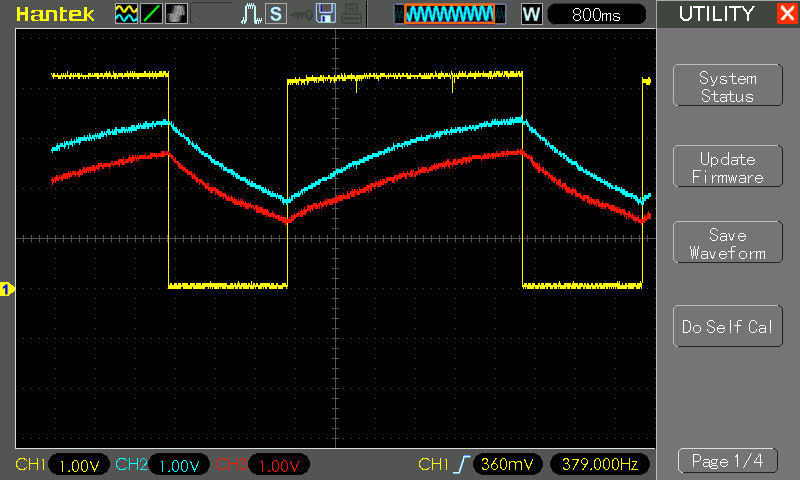 Hantek
S
W
800ms
UTILITY
System
Status
Update
Firmware
Save
Waveform
Do Self Cal
1
CH1 1.00V CH2 1.00V CH3 1.00V CH1 360mV 379.000Hz
Page 1/4